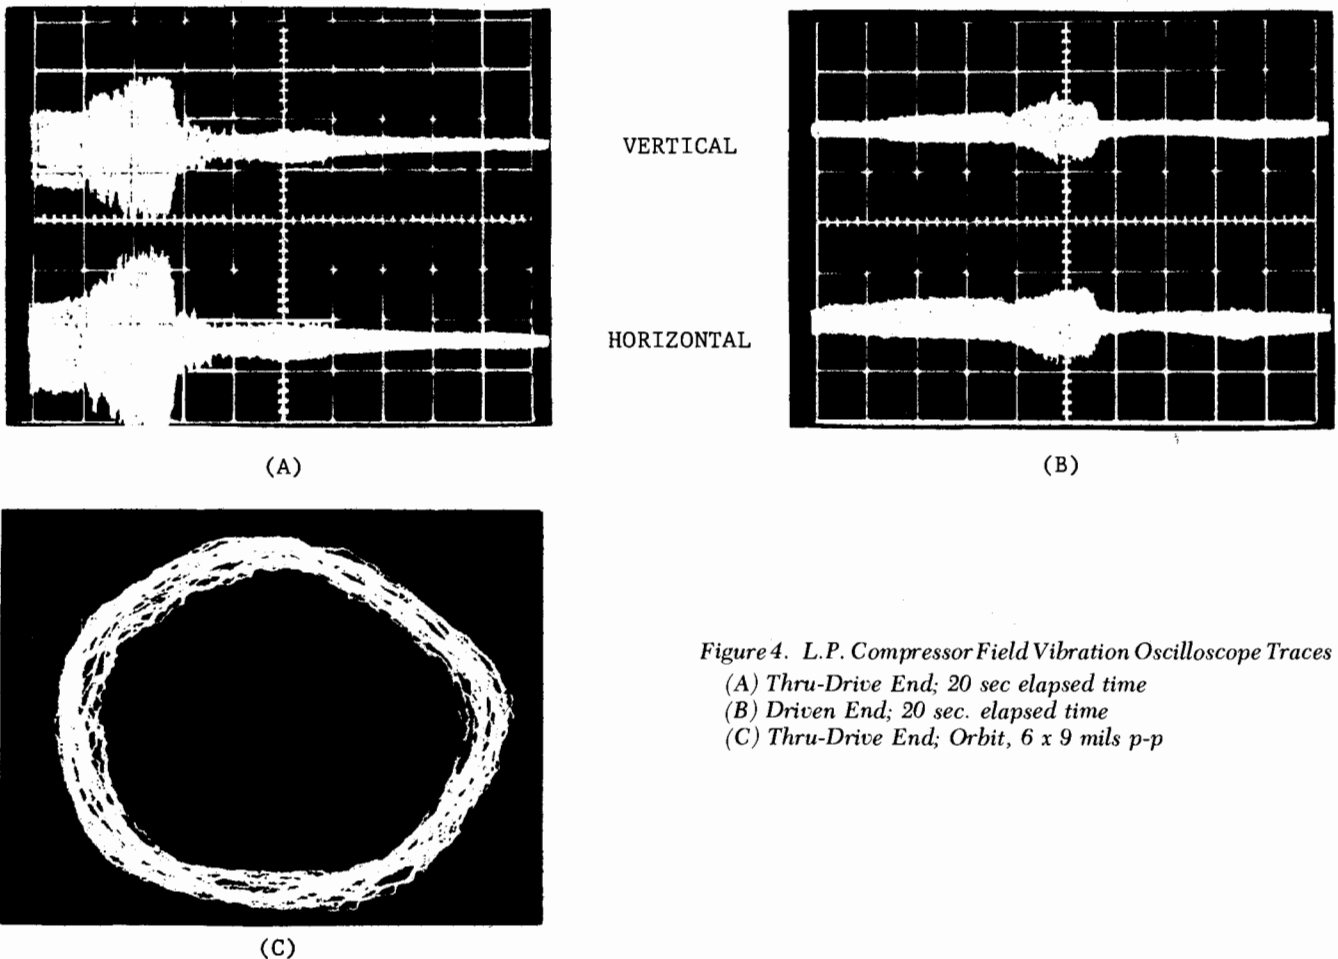 VERTICAL
HORIZONTAL
(A)
(B)
(C)
Figure 4. L.P. Compressor Field Vibration Oscilloscope Traces
(A) Thru-Drive End; 20 sec elapsed time
(B) Driven End; 20 sec. elapsed time
(C) Thru-Drive End; Orbit, 6 x 9 mils p-p